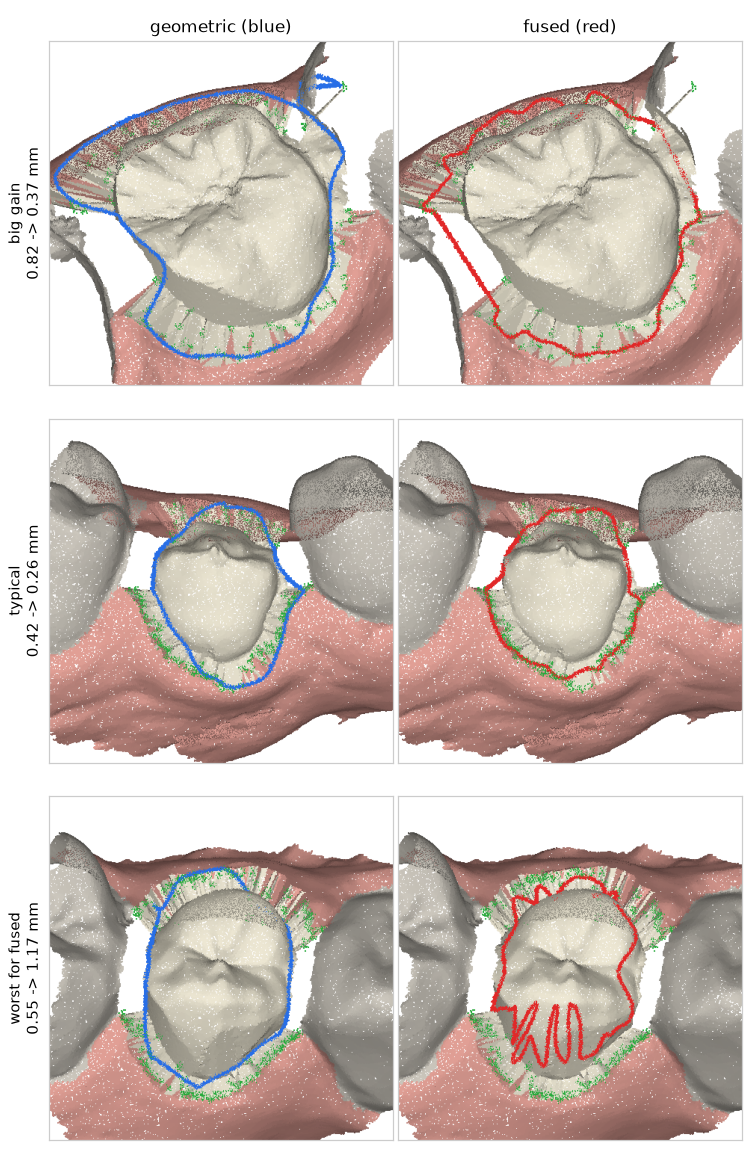 geometric (blue)
fused (red)
big gain
0.82 -> 0.37 mm
typical
0.42 -> 0.26 mm
worst for fused
0.55 -> 1.17 mm